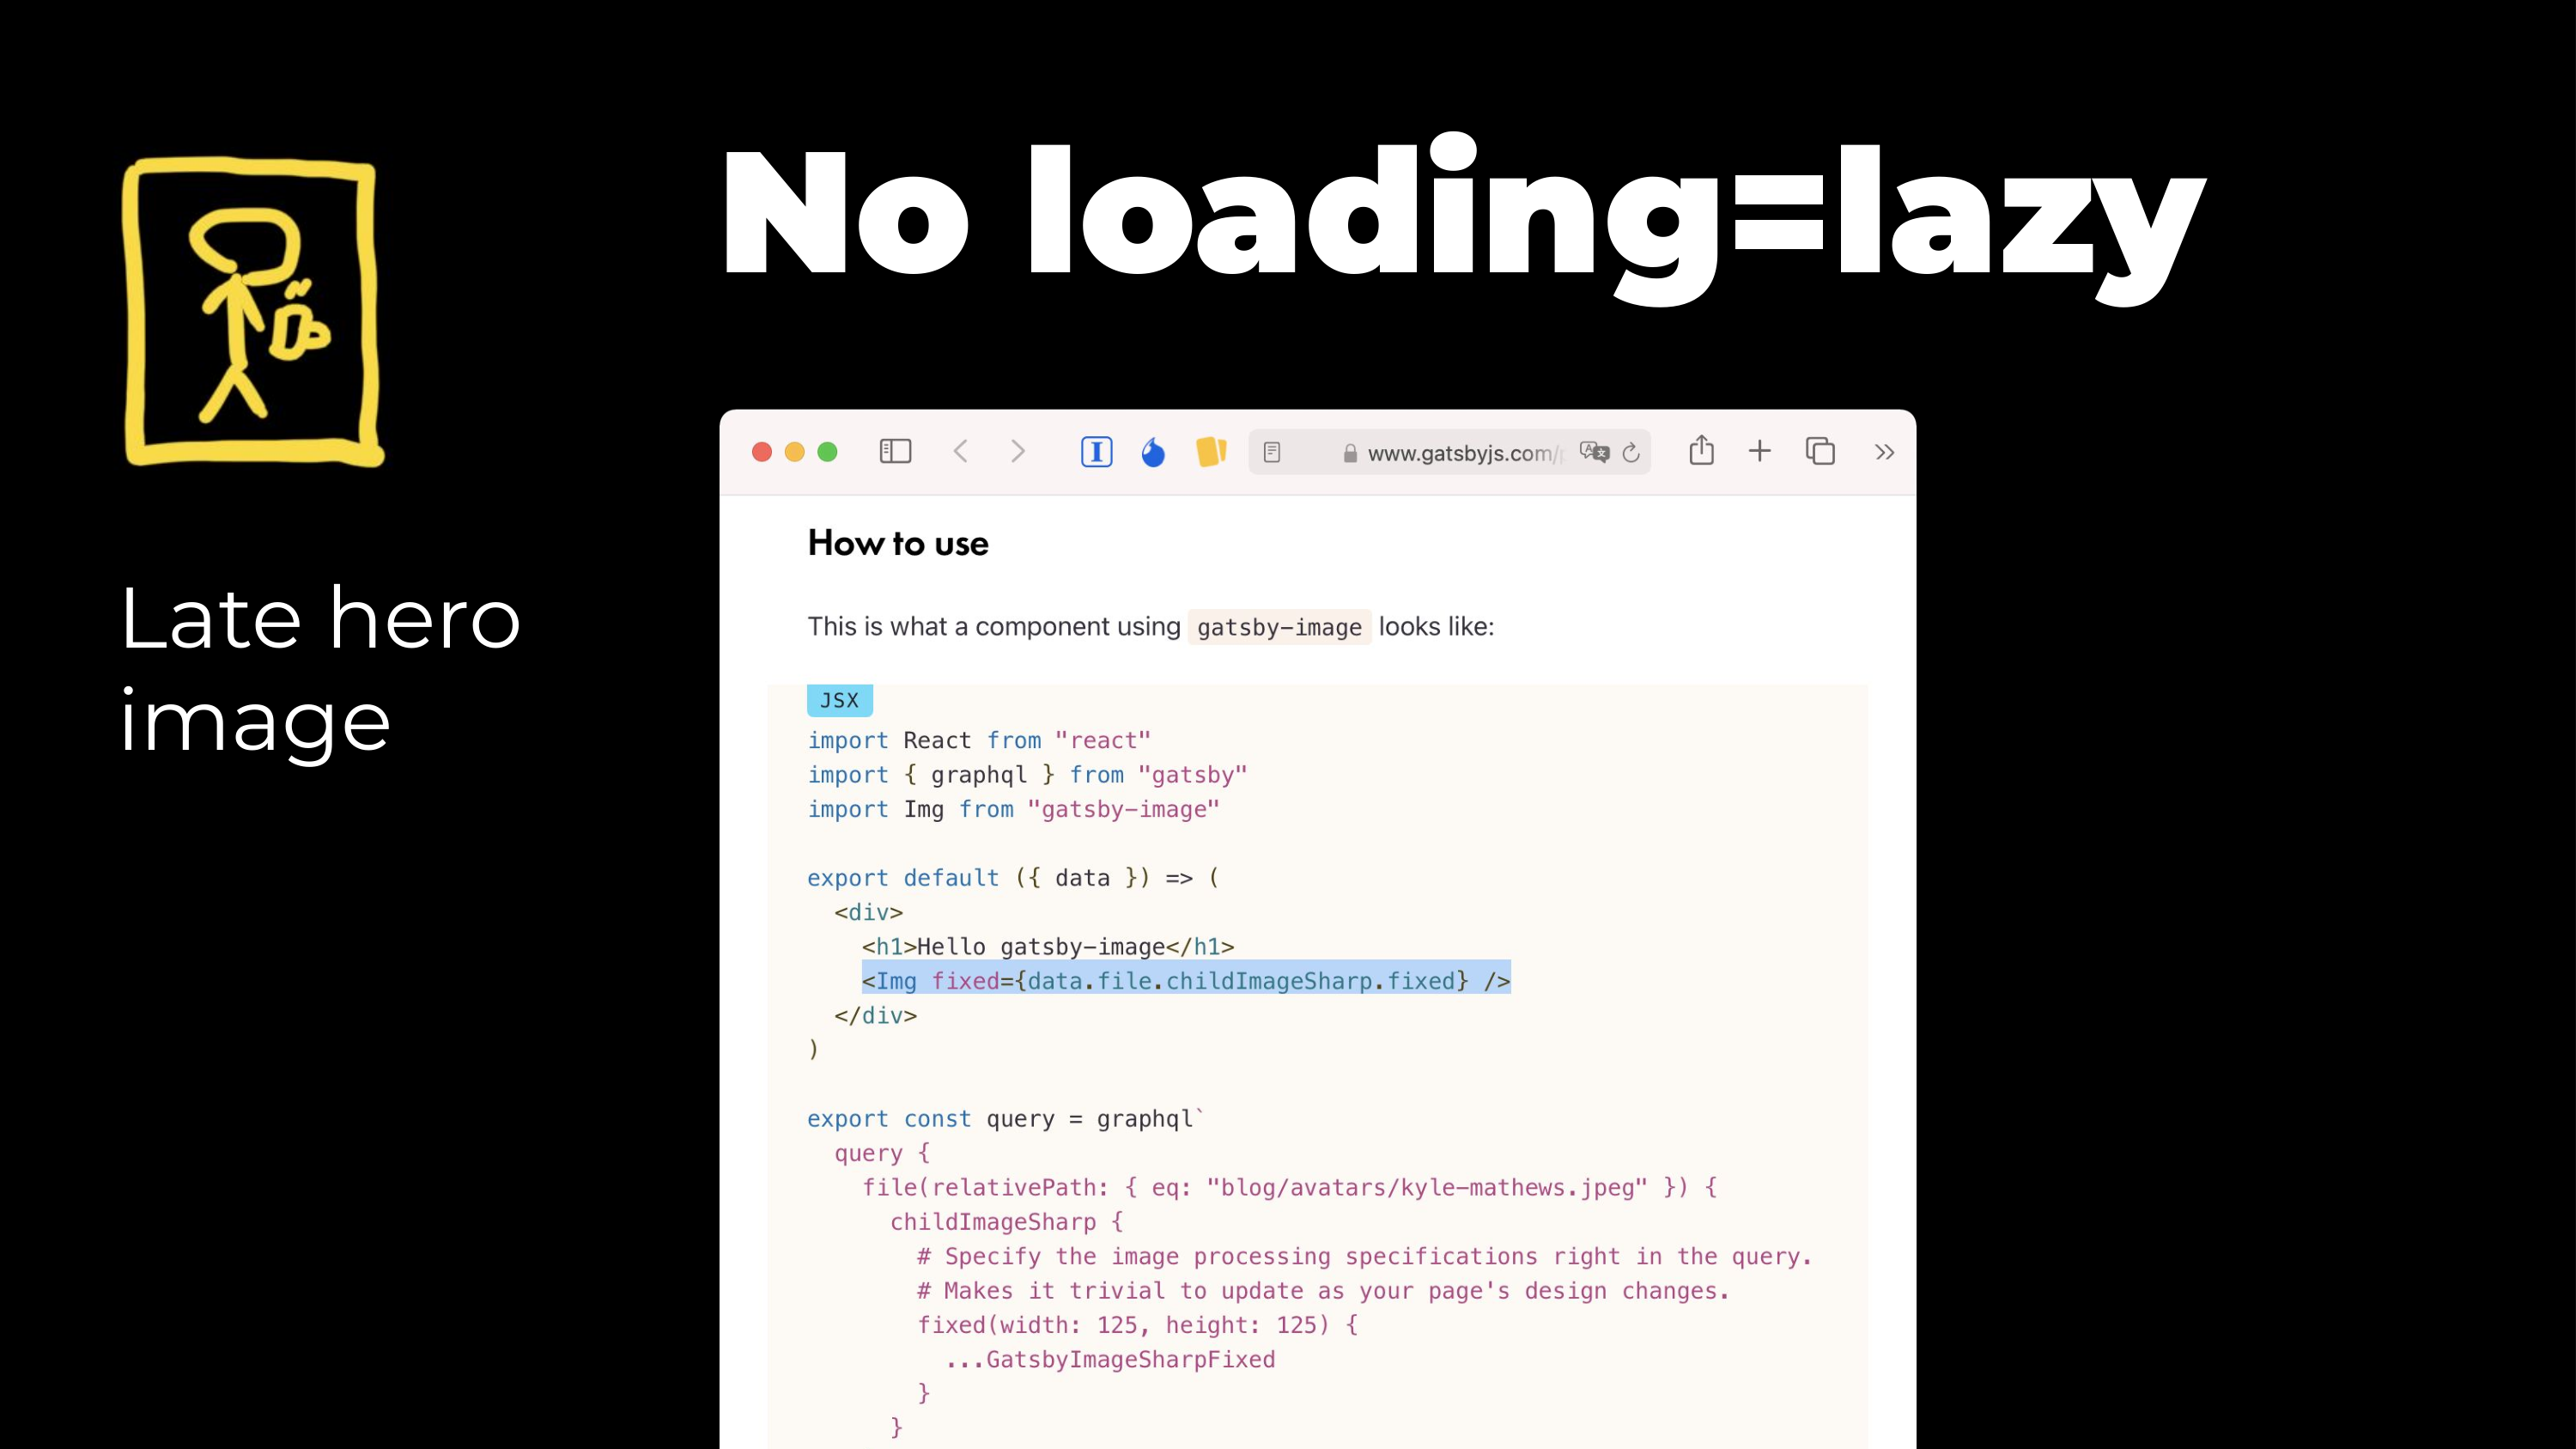 No loading=lazy
Late hero
image
www.gatsbyjs.com/
How to use
This is what a component using gatsby-image looks like:
JSX
import React from "react"
import { graphql } from "gatsby"
import Img from "gatsby-image"
export default ({ data }) => (
<div>
<h1>Hello gatsby-image</h1>
<Img fixed={data.file.childImageSharp.fixed} />
</div>
)
export const query = graphql`
query {
file(relativePath: { eq: "blog/avatars/kyle-mathews.jpeg" }) {
childImageSharp {
# Specify the image processing specifications right in the query.
# Makes it trivial to update as your page's design changes.
fixed(width: 125, height: 125) {
...GatsbyImageSharpFixed
}
}